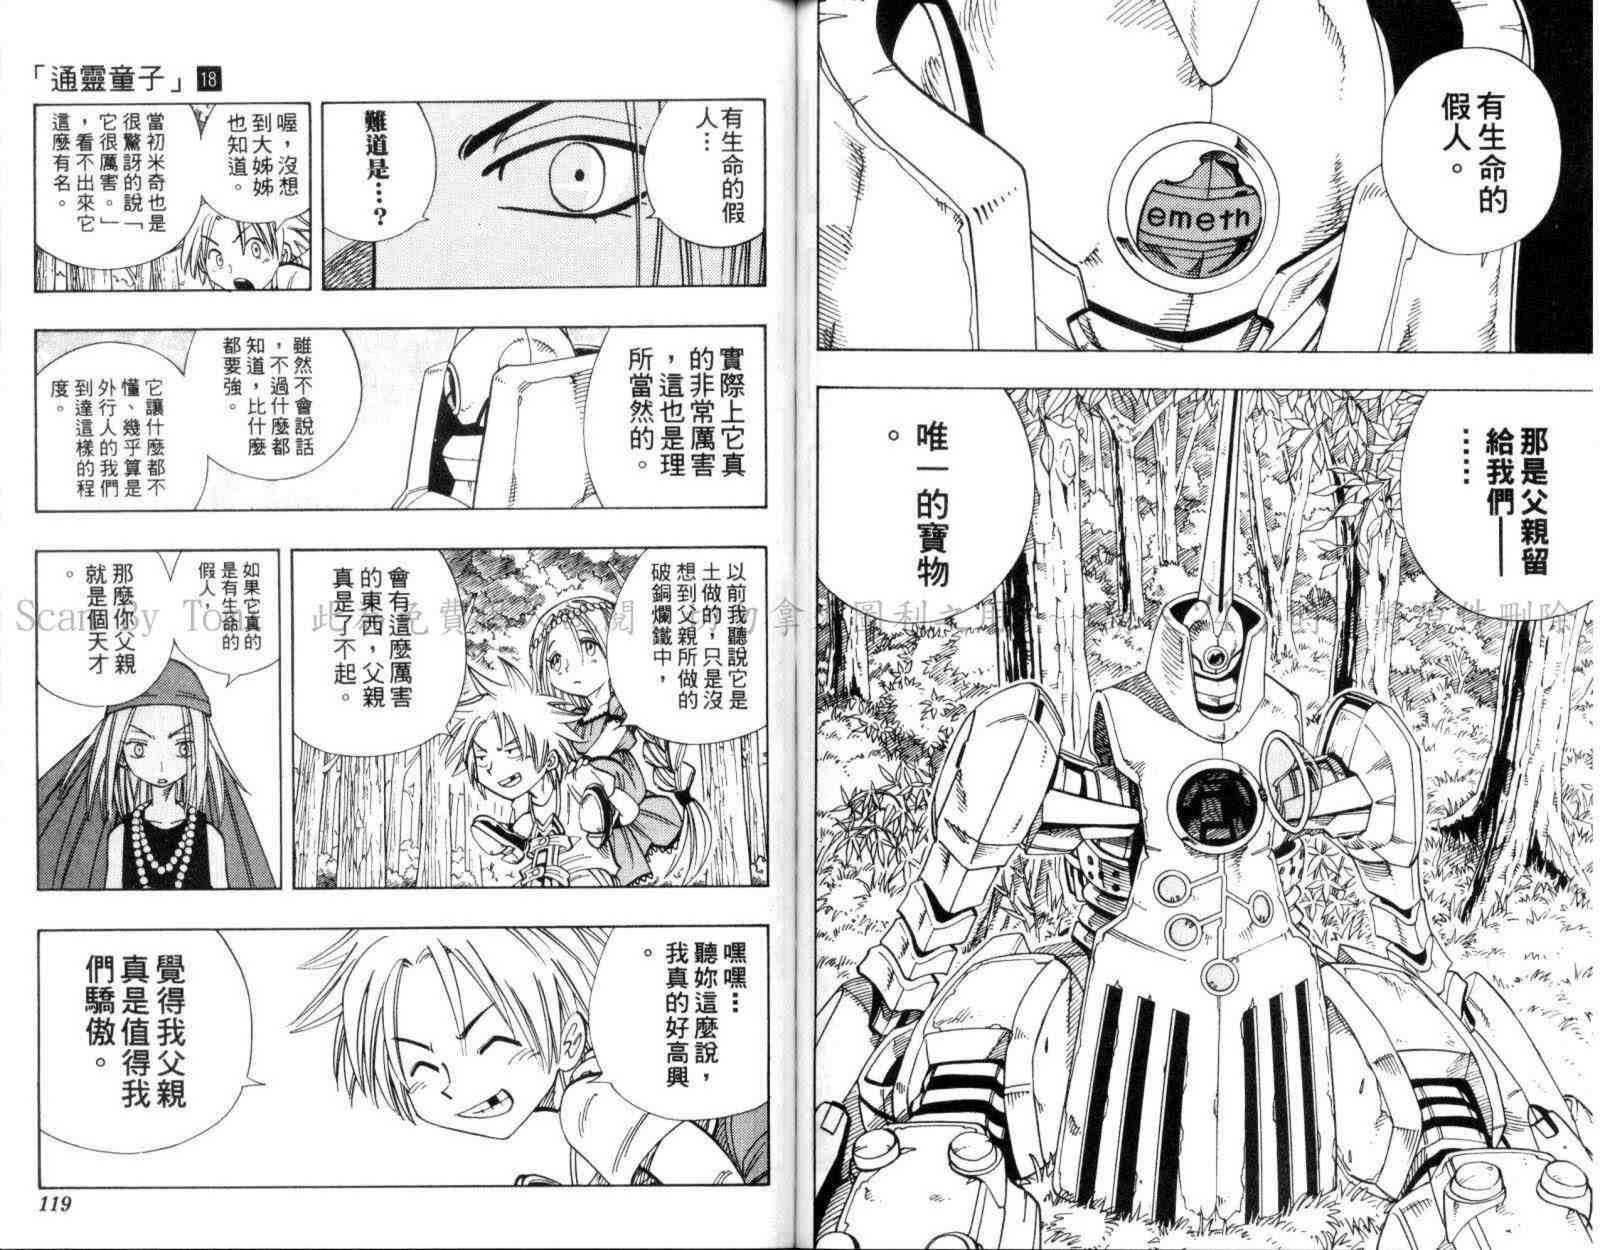 有生命的
假人。
emeth
那是父親留
給我們——
……
唯一的寶物
。
「通靈童子」18
有生命的假
人…
難道是…？
喔，沒想
到大姊姊
也知道。
當初米奇也是
很驚訝的說「
它很厲害。」
，看不出來它
這麼有名。
實際上它真
的非常厲害
，這也是理
所當然的。
雖然不會說話
，不過什麼都
知道，比什麼
都要強。
它讓什麼都不
懂、幾乎算是
外行人的我們
到達這樣的程
度。
以前我聽說它是
土做的，只是沒
想到父親所做的
破銅爛鐵中，
會有這麼厲害
的東西，父親
真是了不起。
如果它真的
是有生命的
假人，
那麼你父親
就是個天才
。
嘿嘿…
聽妳這麼說，
我真的好高興
。
覺得我父親
真是值得我
們驕傲。
119
Scan By